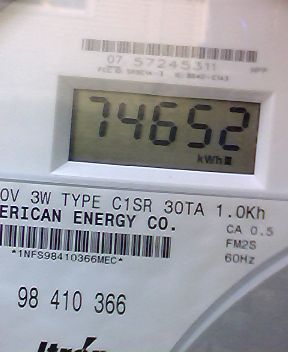 07 57245311
74652
kWh
0V 3W TYPE C1SR 30TA 1.0Kh
ERICAN ENERGY CO.
CA 0.5
FM2S
60Hz
*1NFS98410366MEC*
98 410 366
Itron